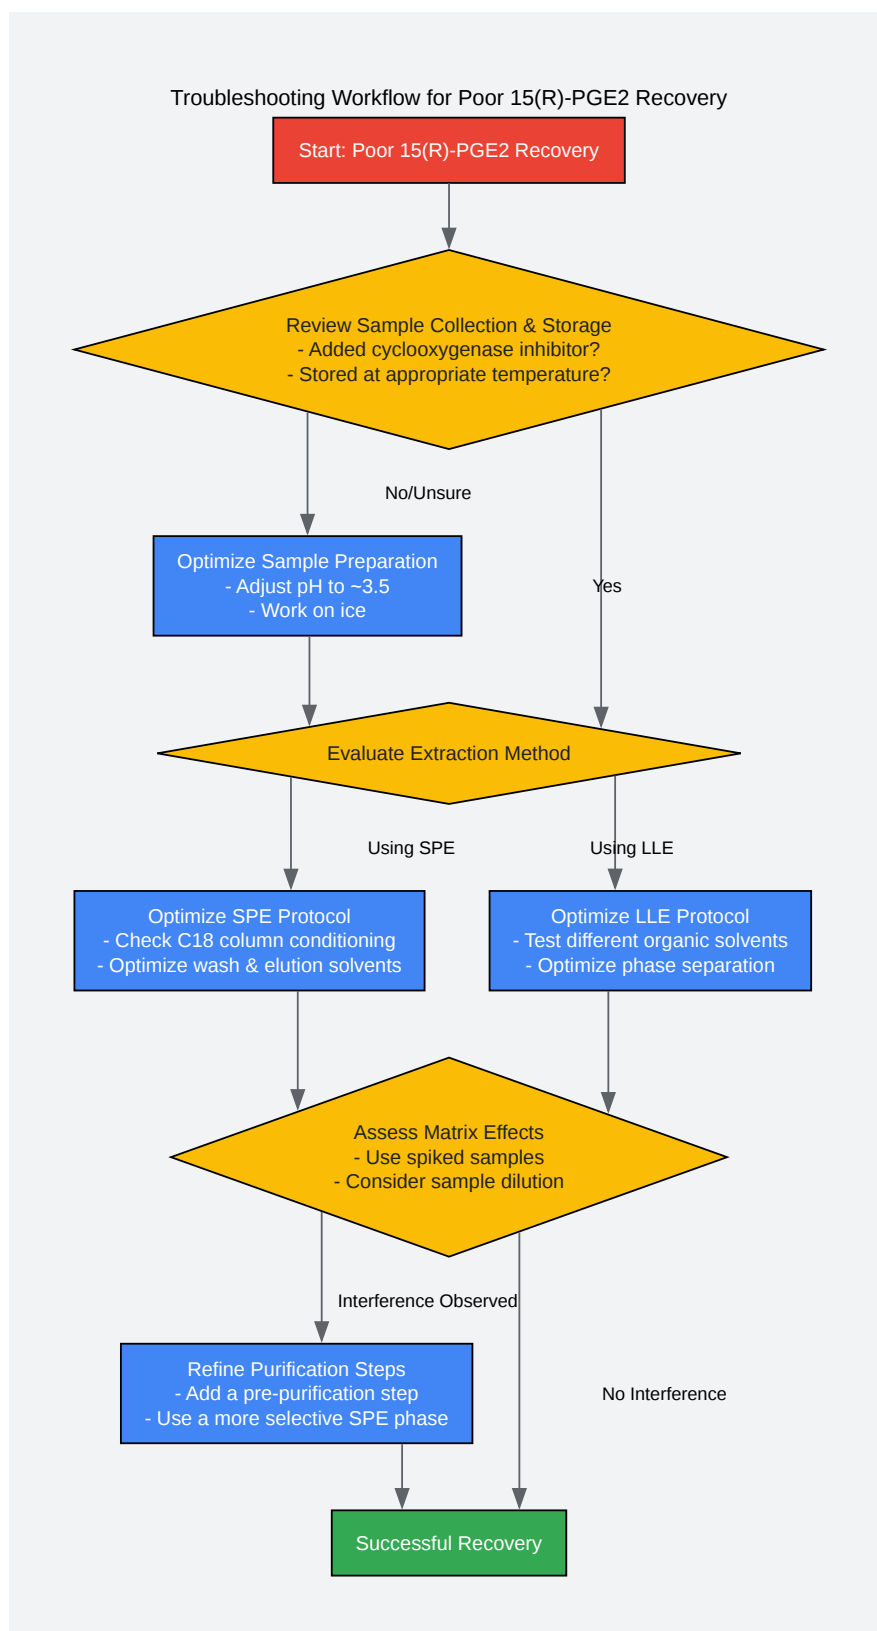 Troubleshooting Workflow for Poor 15(R)-PGE2 Recovery
Start: Poor 15(R)-PGE2 Recovery
Review Sample Collection & Storage
- Added cyclooxygenase inhibitor?
- Stored at appropriate temperature?
No/Unsure
Optimize Sample Preparation
- Adjust pH to ~3.5
- Work on ice
Yes
Evaluate Extraction Method
Using SPE
Using LLE
Optimize SPE Protocol
- Check C18 column conditioning
- Optimize wash & elution solvents
Optimize LLE Protocol
- Test different organic solvents
- Optimize phase separation
Assess Matrix Effects
- Use spiked samples
- Consider sample dilution
Interference Observed
Refine Purification Steps
- Add a pre-purification step
- Use a more selective SPE phase
No Interference
Successful Recovery